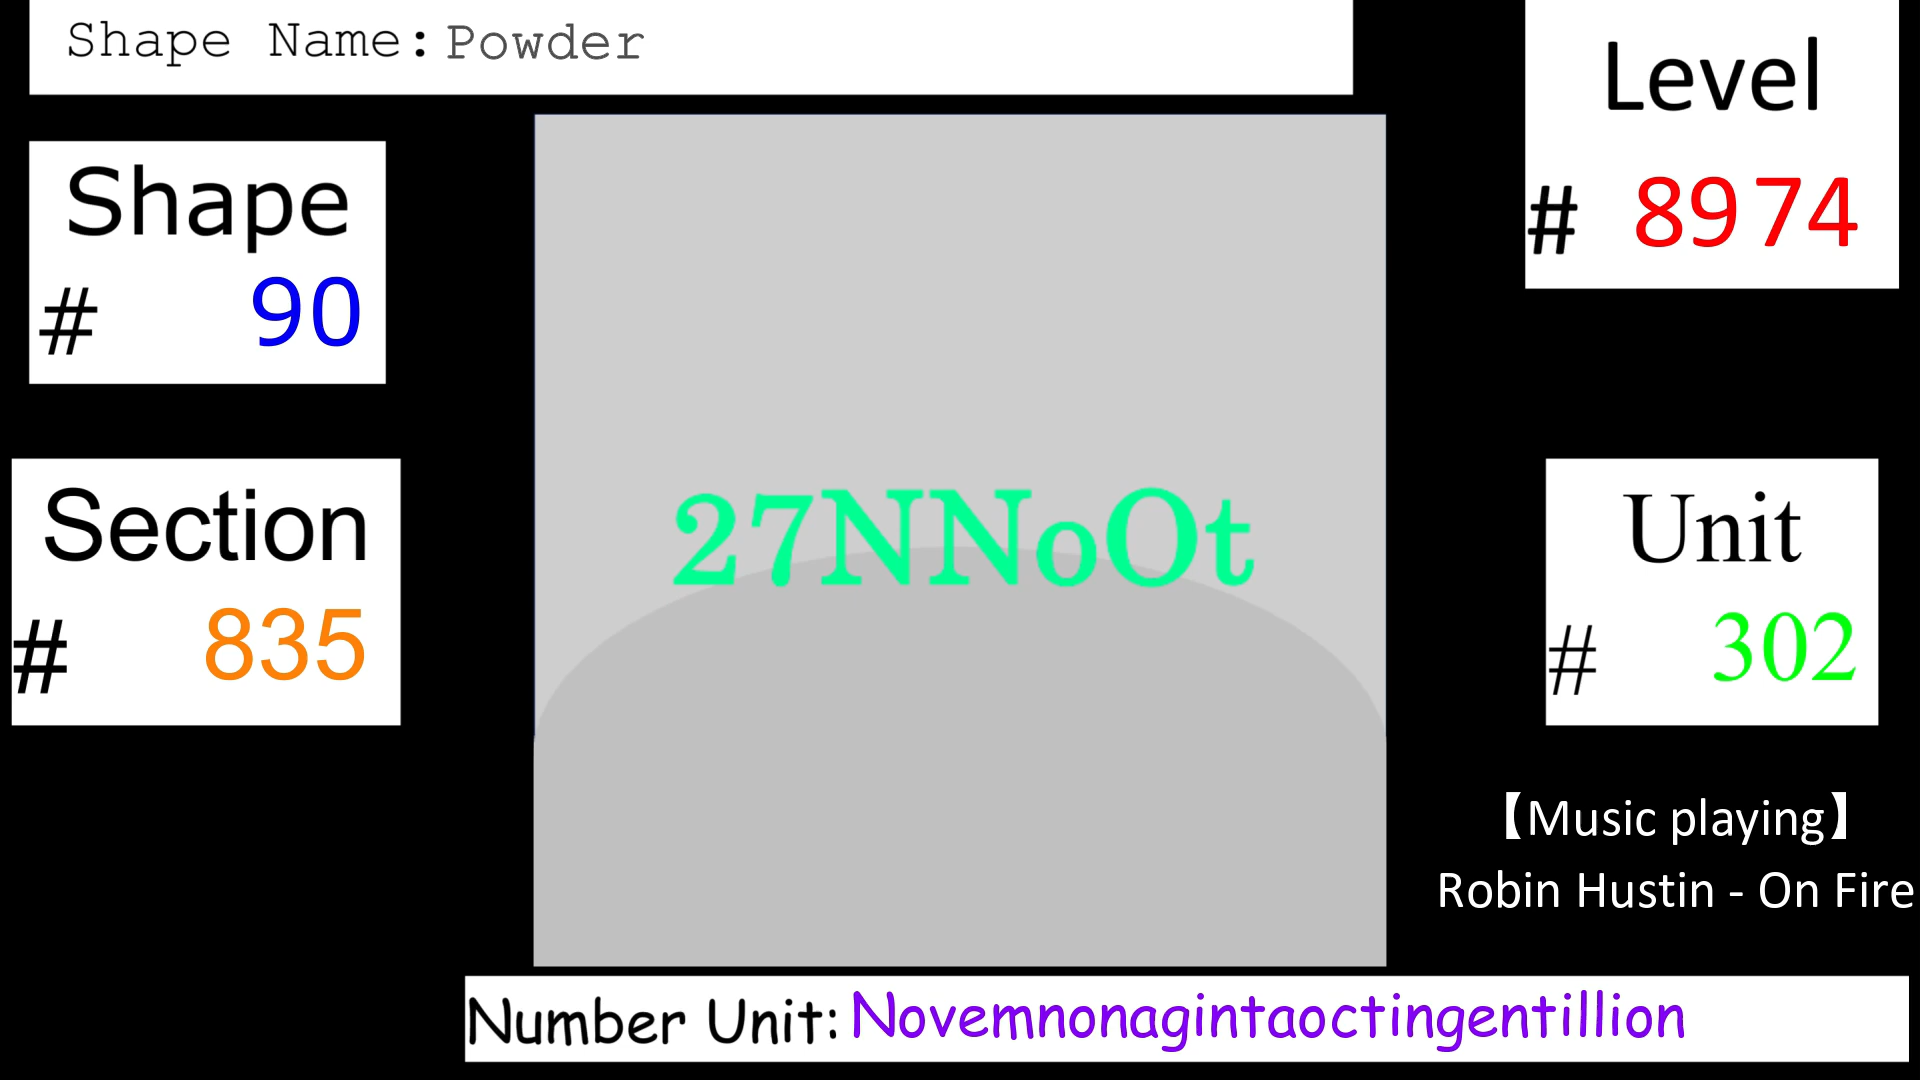 Shape Name: Powder
Level
# 8974
Shape
# 90
27NNoOt
Section
# 835
Unit
# 302
【Music playing】
Robin Hustin - On Fire
Number Unit: Novemnonagintaoctingentillion